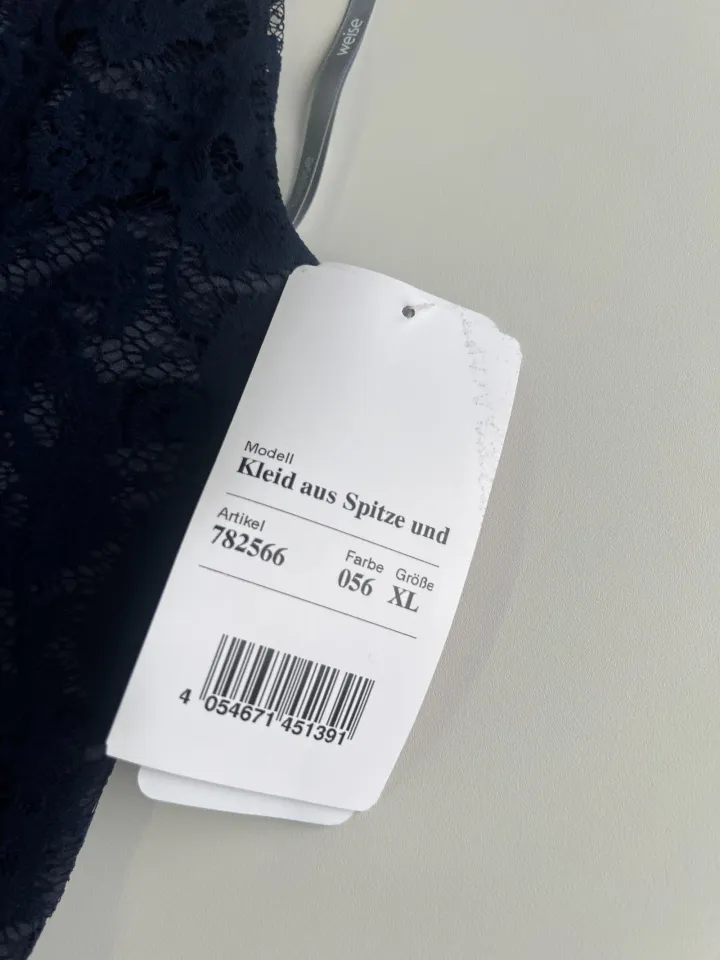 weise
Modell
Kleid aus Spitze und
Artikel
782566
Farbe
056
Größe
XL
4 054671 451391